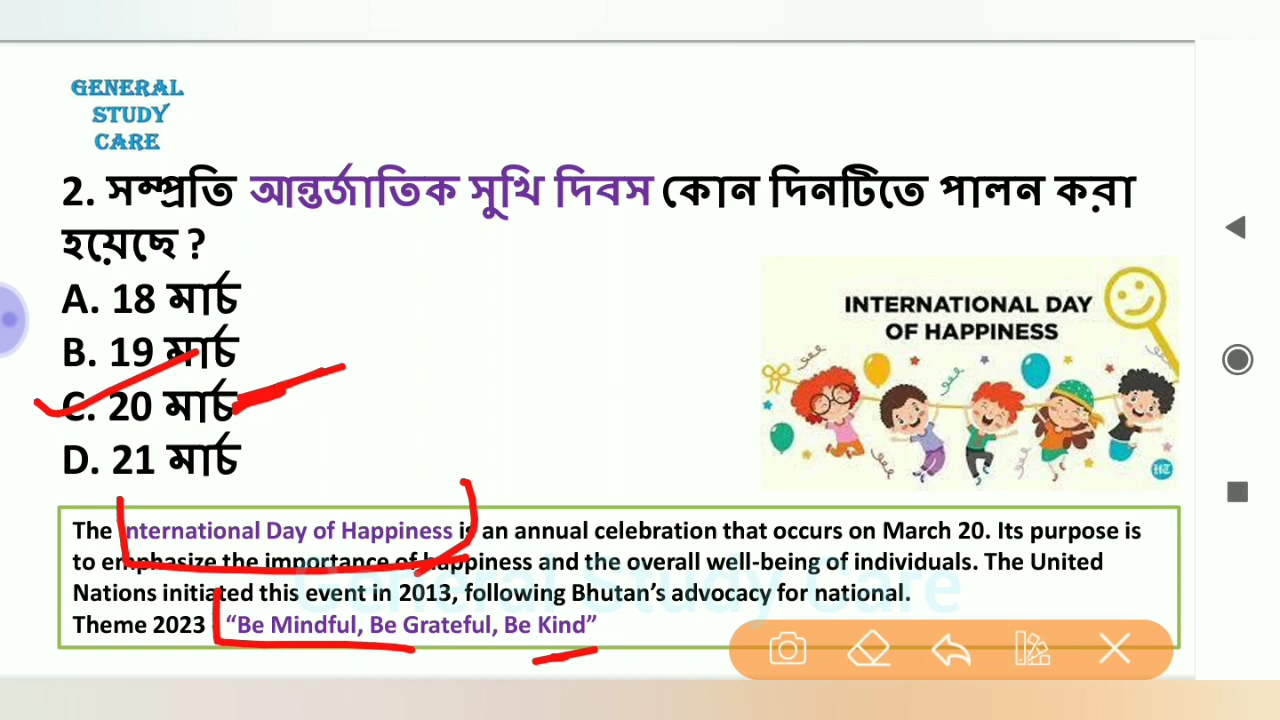 GENERAL
STUDY
CARE
2. সম্প্রতি আন্তর্জাতিক সুখি দিবস কোন দিনটিতে পালন করা
হয়েছে ?
A. 18 মার্চ
B. 19 মার্চ
C. 20 মার্চ
D. 21 মার্চ
INTERNATIONAL DAY
OF HAPPINESS
HT
The International Day of Happiness is an annual celebration that occurs on March 20. Its purpose is
to emphasize the importance of happiness and the overall well-being of individuals. The United
Nations initiated this event in 2013, following Bhutan’s advocacy for national.
Theme 2023 - “Be Mindful, Be Grateful, Be Kind”
General Study Care